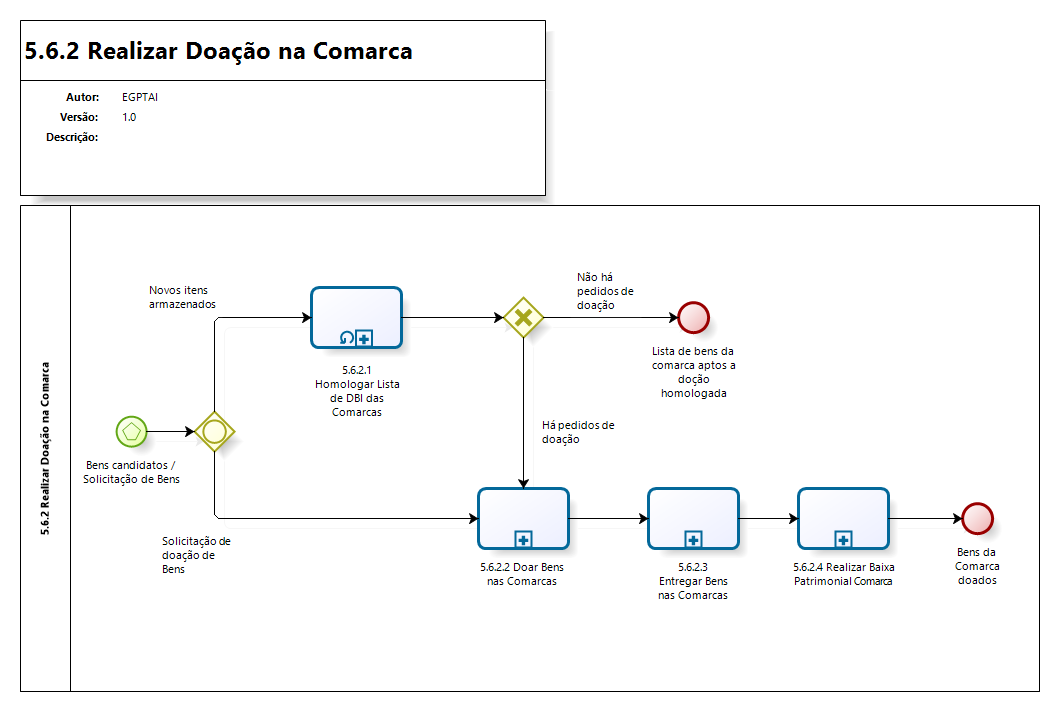 5.6.2 Realizar Doação na Comarca
Autor: EGPTAI
Versão: 1.0
Descrição:
5.6.2 Realizar Doação na Comarca
Novos itens
armazenados
Não há
pedidos de
doação
5.6.2.1
Homologar Lista
de DBI das
Comarcas
Lista de bens da
comarca aptos a
doção
homologada
Bens candidatos /
Solicitação de Bens
Há pedidos de
doação
Solicitação de
doação de
Bens
5.6.2.2 Doar Bens
nas Comarcas
5.6.2.3
Entregar Bens
nas Comarcas
5.6.2.4 Realizar Baixa
Patrimonial Comarca
Bens da
Comarca
doados